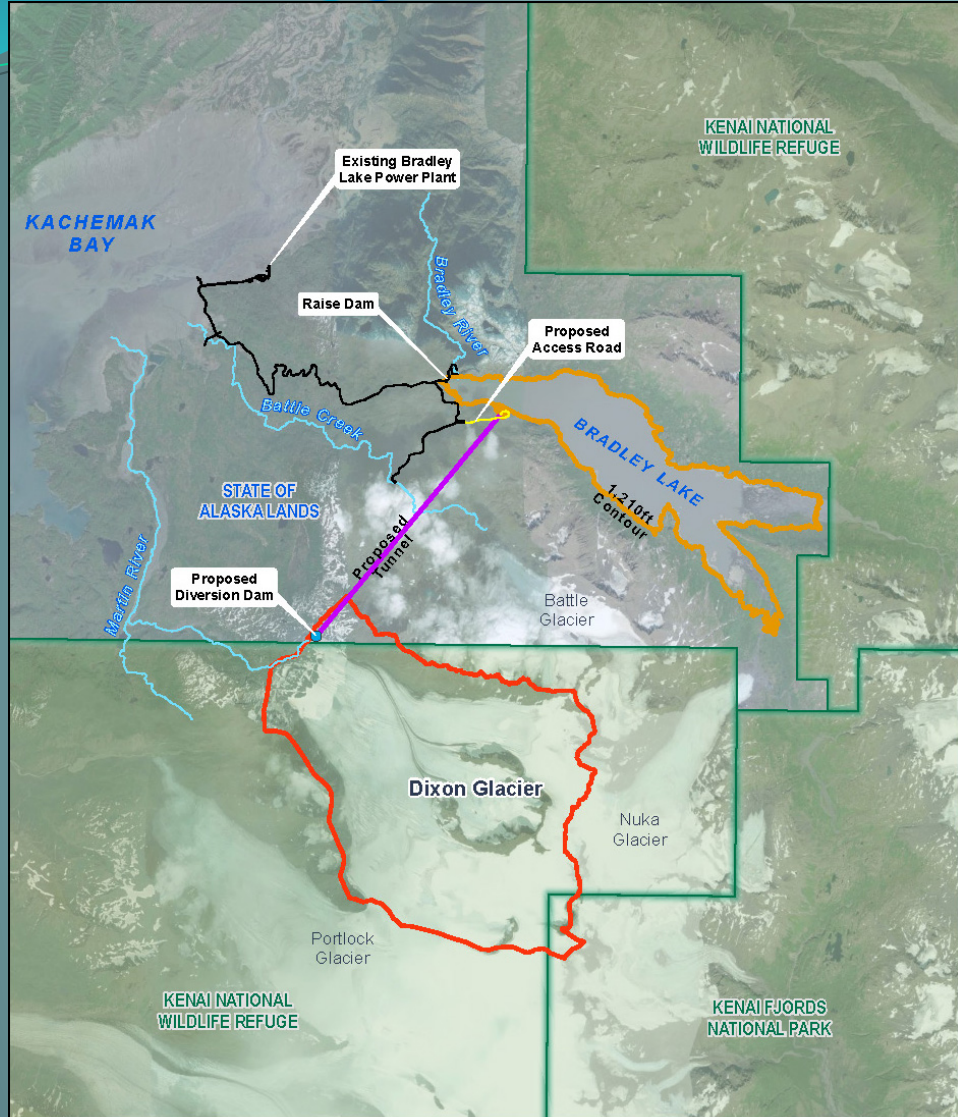 KENAI NATIONAL
WILDLIFE REFUGE
Existing Bradley
Lake Power Plant
KACHEMAK
BAY
Bradley River
Raise Dam
Proposed
Access Road
Battle Creek
BRADLEY LAKE
1,210ft
Contour
STATE OF
ALASKA LANDS
Proposed
Tunnel
Martin River
Proposed
Diversion Dam
Battle
Glacier
Dixon Glacier
Nuka
Glacier
Portlock
Glacier
KENAI NATIONAL
WILDLIFE REFUGE
KENAI FJORDS
NATIONAL PARK